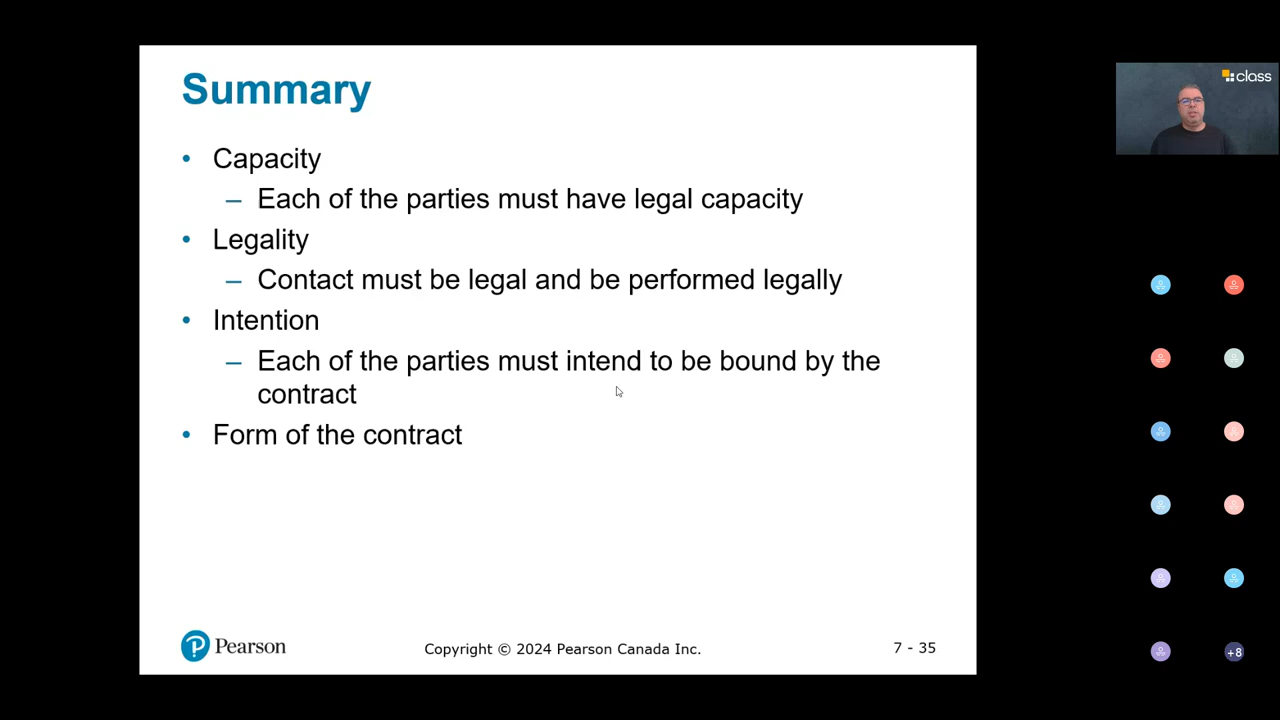 Summary
• Capacity
– Each of the parties must have legal capacity
• Legality
– Contact must be legal and be performed legally
• Intention
– Each of the parties must intend to be bound by the
contract
• Form of the contract
P Pearson
Copyright © 2024 Pearson Canada Inc.
7 - 35
class
+8